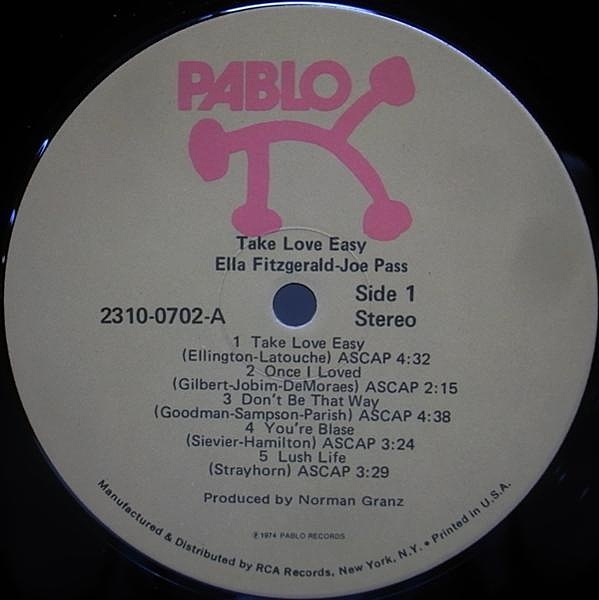 PABLO
Take Love Easy
Ella Fitzgerald-Joe Pass
Side 1
2310-0702-A
Stereo
1 Take Love Easy
(Ellington-Latouche) ASCAP 4:32
2 Once I Loved
(Gilbert-Jobim-DeMoraes) ASCAP 2:15
3 Don't Be That Way
(Goodman-Sampson-Parish) ASCAP 4:38
4 You're Blase
(Sievier-Hamilton) ASCAP 3:24
5 Lush Life
(Strayhorn) ASCAP 3:29
Produced by Norman Granz
℗ 1974 PABLO RECORDS
Manufactured & Distributed by RCA Records, New York, N.Y. • Printed in U.S.A.